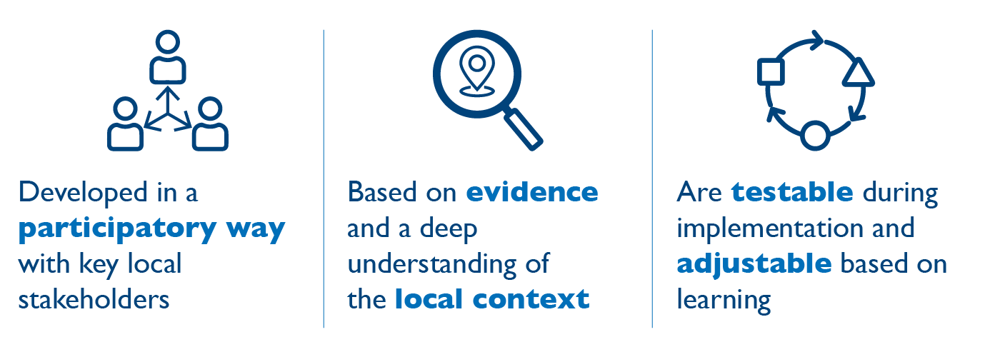 Developed in a
participatory way
with key local
stakeholders
Based on evidence
and a deep
understanding of
the local context
Are testable during
implementation and
adjustable based on
learning